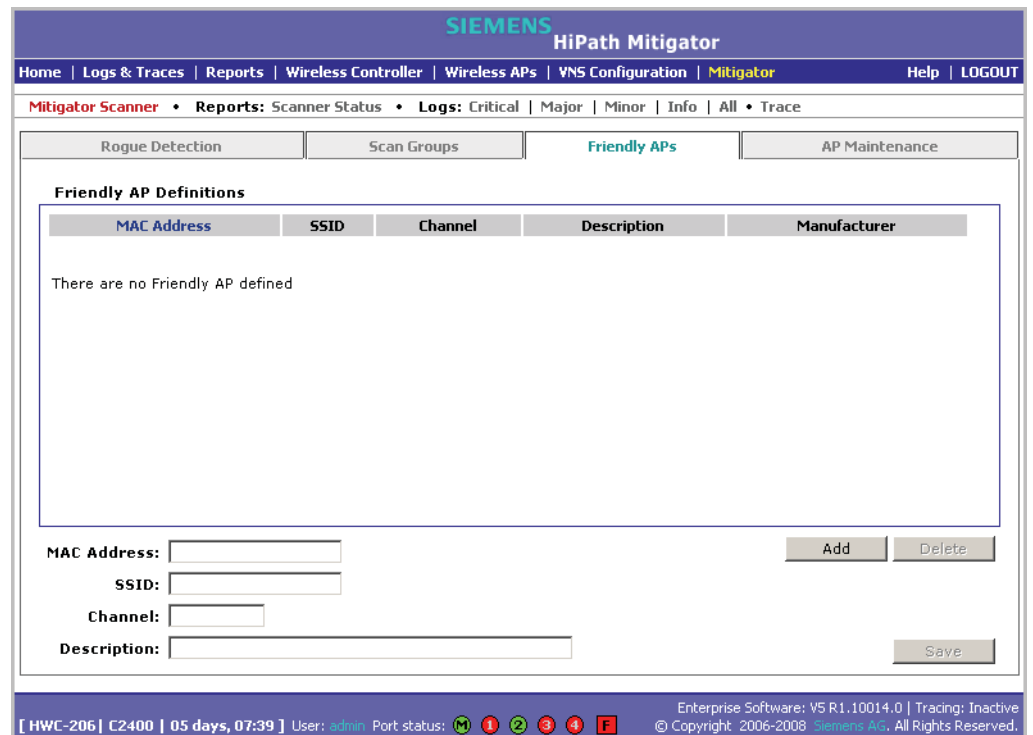 SIEMENS
HiPath Mitigator
Home | Logs & Traces | Reports | Wireless Controller | Wireless APs | VNS Configuration | Mitigator Help | LOGOUT
Mitigator Scanner • Reports: Scanner Status • Logs: Critical | Major | Minor | Info | All • Trace
Rogue Detection Scan Groups Friendly APs AP Maintenance
Friendly AP Definitions
MAC Address SSID Channel Description Manufacturer
There are no Friendly AP defined
MAC Address: Add Delete
SSID:
Channel:
Description: Save
Enterprise Software: V5 R1.10014.0 | Tracing: Inactive
[ HWC-206 | C2400 | 05 days, 07:39 ] User: admin Port status: M 1 2 3 4 F © Copyright 2006-2008 Siemens AG. All Rights Reserved.